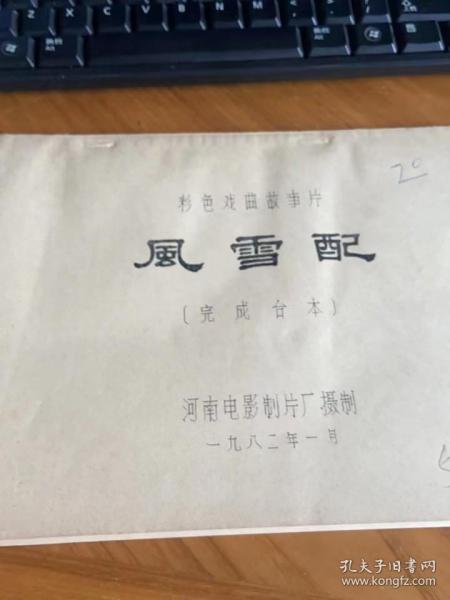 20
彩色戏曲故事片
風雪配
(完成台本)
河南电影制片厂摄制
一九八二年一月
孔夫子旧书网
www.kongfz.com